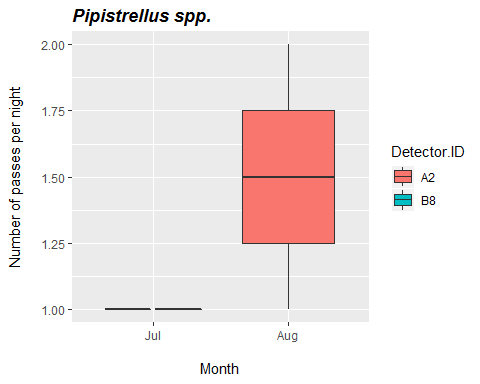 Pipistrellus spp.
Number of passes per night
2.00
1.75
1.50
1.25
1.00
Jul Aug
Month
Detector.ID
A2
B8